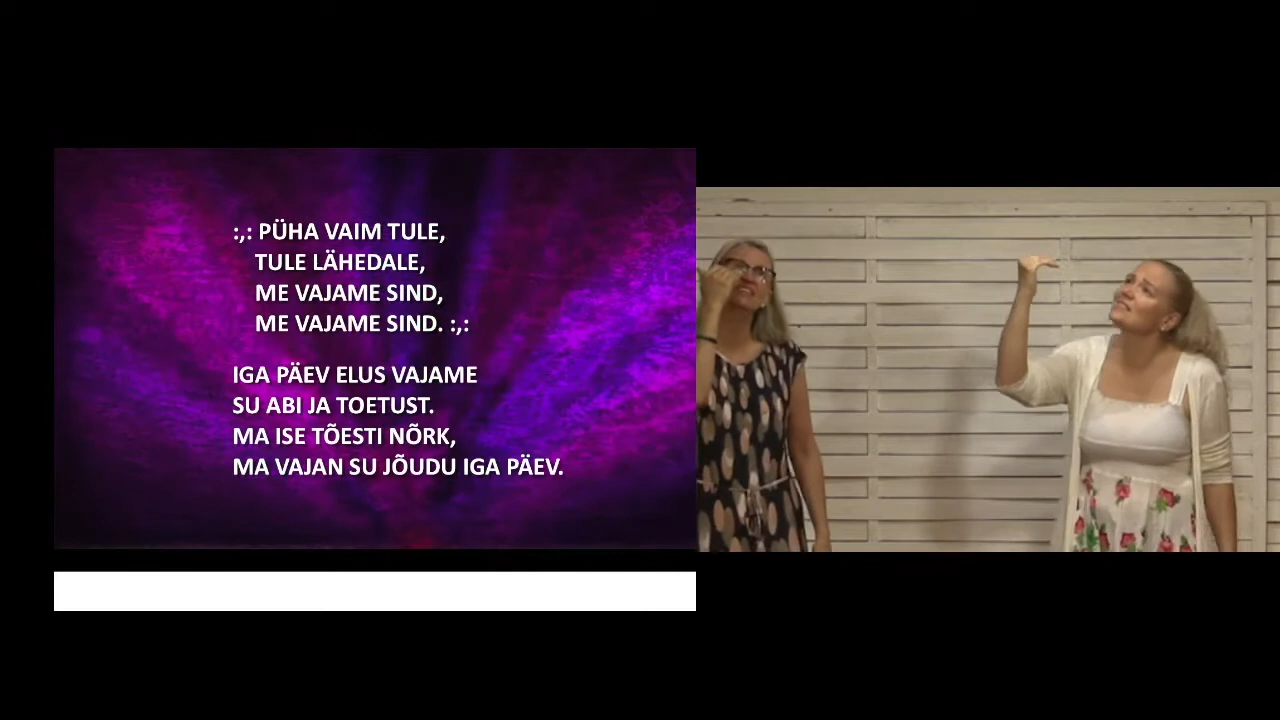 :,: PÜHA VAIM TULE,
TULE LÄHEDALE,
ME VAJAME SIND,
ME VAJAME SIND. :,:
IGA PÄEV ELUS VAJAME
SU ABI JA TOETUST.
MA ISE TÕESTI NÕRK,
MA VAJAN SU JÕUDU IGA PÄEV.